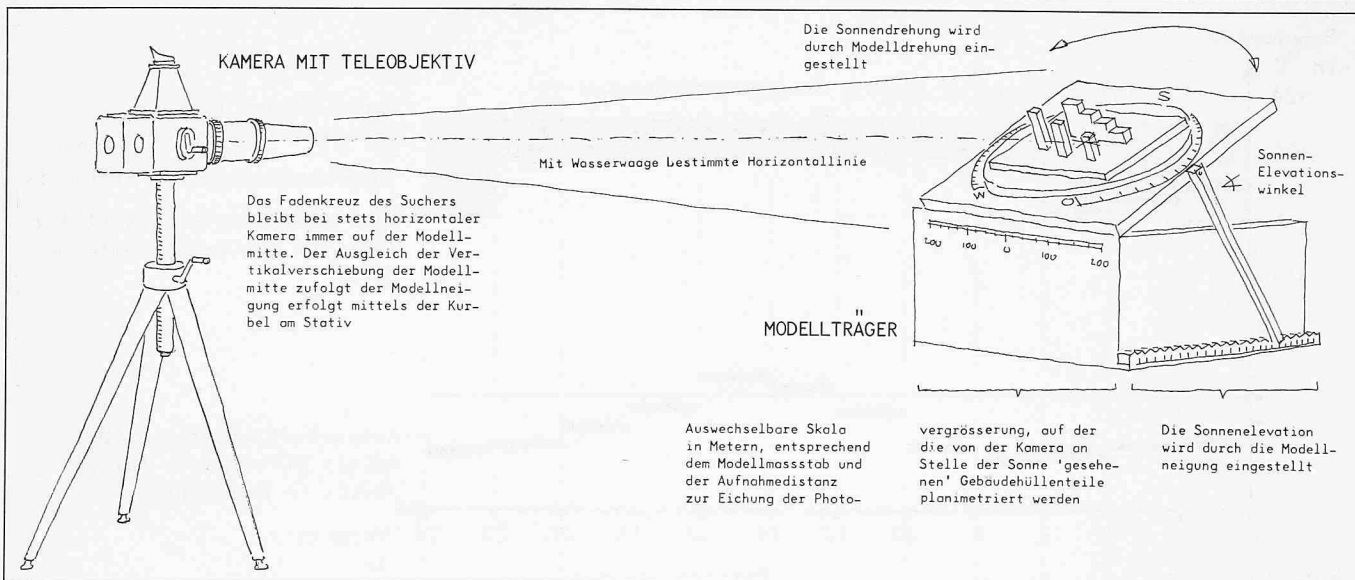 KAMERA MIT TELEOBJEKTIV
Die Sonnendrehung wird
durch Modelldrehung ein-
gestellt
S
W
O
Mit Wasserwaage bestimmte Horizontallinie
Sonnen-
Elevations-
winkel
Das Fadenkreuz des Suchers
bleibt bei stets horizontaler
Kamera immer auf der Modell-
mitte. Der Ausgleich der Ver-
tikalverschiebung der Modell-
mitte zufolgt der Modellnei-
gung erfolgt mittels der Kur-
bel am Stativ
200 100 0 100 200
MODELLTRÄGER
Auswechselbare Skala
in Metern, entsprechend
dem Modellmassstab und
der Aufnahmedistanz
zur Eichung der Photo-
vergrösserung, auf der
die von der Kamera an
Stelle der Sonne 'gesehe-
nen' Gebäudehüllenteile
planimetriert werden
Die Sonnenelevation
wird durch die Modell-
neigung eingestellt